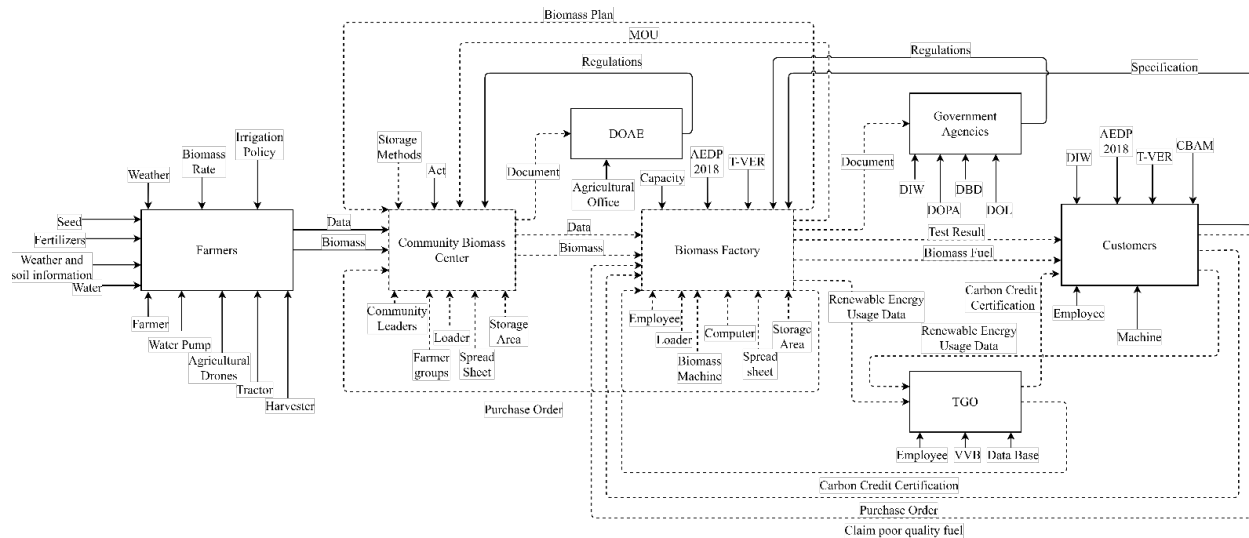 Biomass Plan
MOU
Regulations
Regulations
Specification
Irrigation
Policy
Biomass
Rate
Weather
Seed
Fertilizers
Weather and
soil information
Water
Farmers
Farmer
Water Pump
Agricultural
Drones
Tractor
Harvester
Data
Biomass
Storage
Methods
Act
Community Biomass
Center
Community
Leaders
Farmer
groups
Loader
Spread
Sheet
Storage
Area
Document
DOAE
Agricultural
Office
Data
Biomass
Capacity
AEDP
2018
T-VER
Biomass Factory
Employee
Loader
Biomass
Machine
Computer
Spread
sheet
Storage
Area
Purchase Order
Document
Government
Agencies
DIW
DOPA
DBD
DOL
Test Result
Biomass Fuel
Renewable Energy
Usage Data
Carbon Credit
Certification
Renewable Energy
Usage Data
DIW
AEDP
2018
T-VER
CBAM
Customers
Employee
Machine
TGO
Employee
VVB
Data Base
Carbon Credit Certification
Purchase Order
Claim poor quality fuel